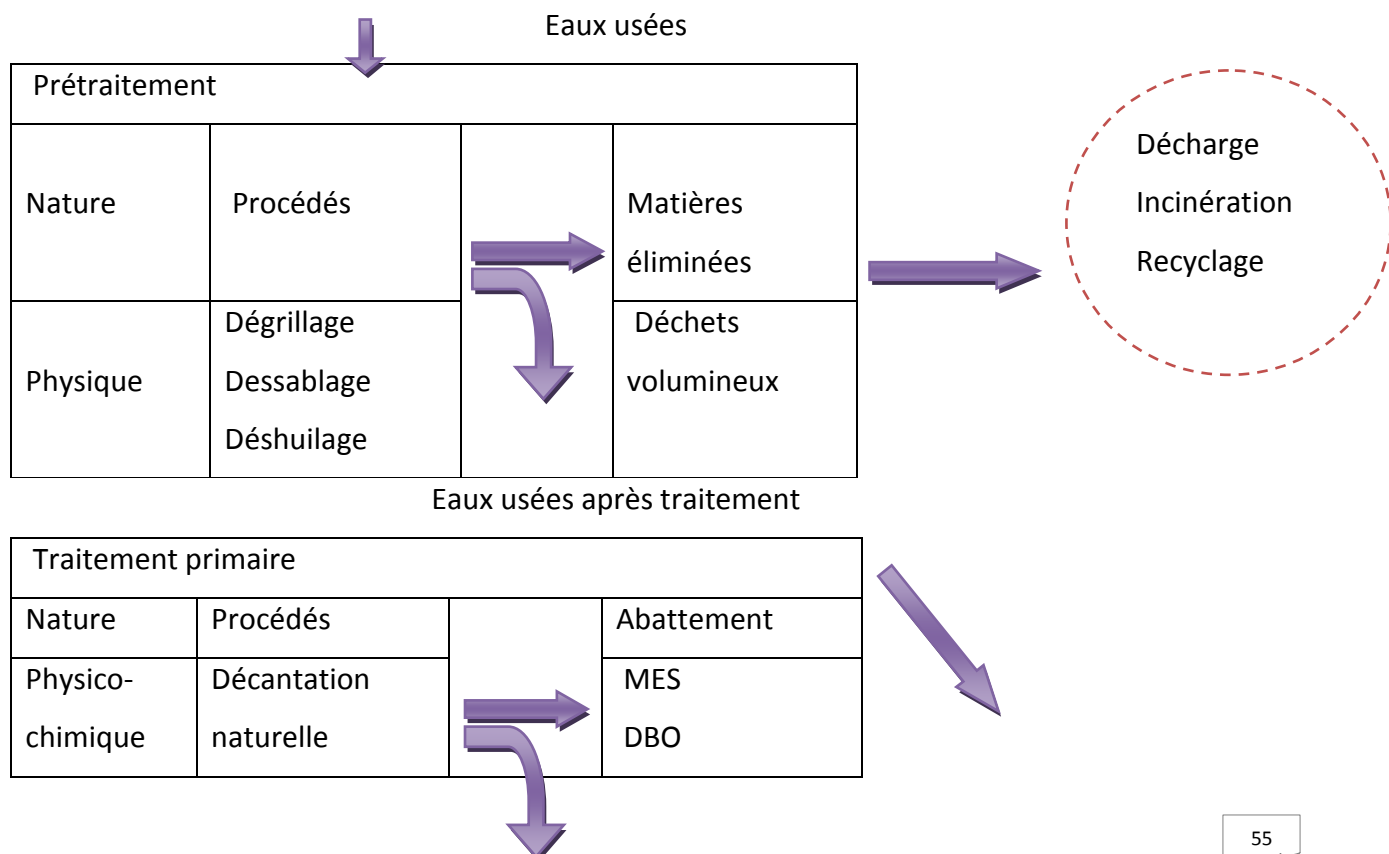 Eaux usées
Prétraitement
Nature
Procédés
Matières
éliminées
Physique
Dégrillage
Dessablage
Déshuilage
Déchets
volumineux
Décharge
Incinération
Recyclage
Eaux usées après traitement
Traitement primaire
Nature
Procédés
Abattement
Physico-
chimique
Décantation
naturelle
MES
DBO
55